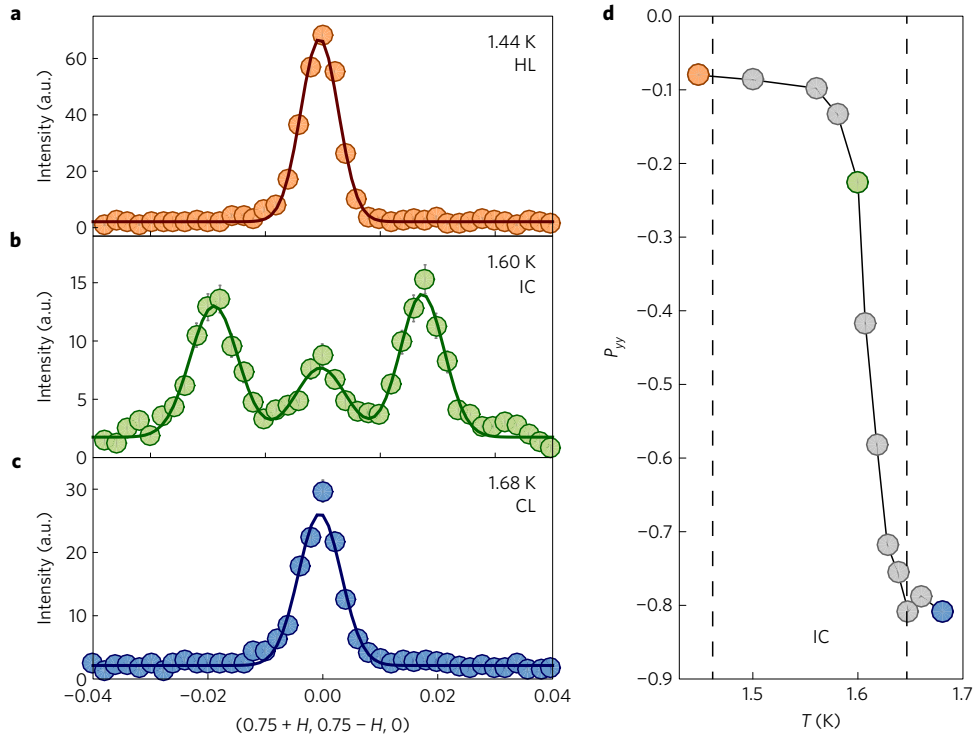 a
1.44 K
HL
Intensity (a.u.)
60
40
20
0
b
1.60 K
IC
Intensity (a.u.)
15
10
5
0
c
1.68 K
CL
Intensity (a.u.)
30
20
10
0
−0.04
−0.02
0.00
0.02
0.04
(0.75 + H, 0.75 − H, 0)
d
0.0
−0.1
−0.2
−0.3
−0.4
−0.5
−0.6
−0.7
−0.8
−0.9
Pyy
IC
1.5
1.6
1.7
T (K)